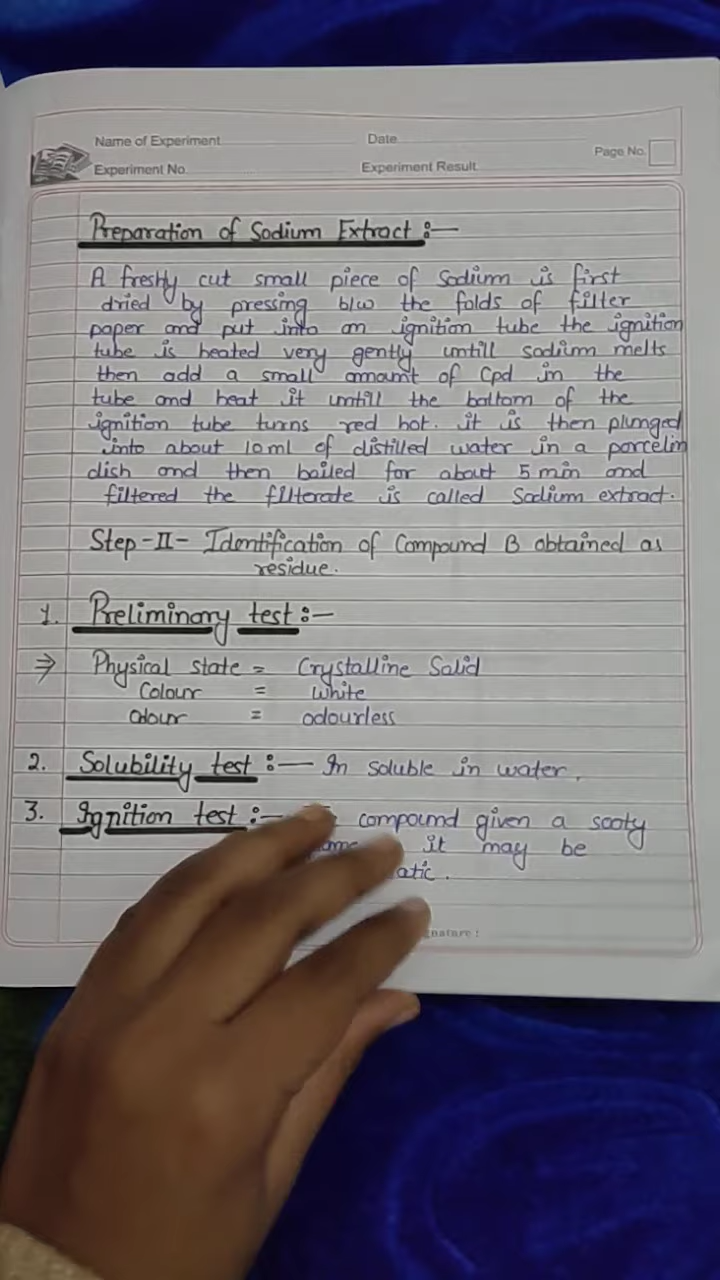 Name of Experiment Date
Page No.
Experiment No. Experiment Result
Preparation of Sodium Extract :—
A freshly cut small piece of Sodium is first
dried by pressing b/w the folds of filter
paper and put into an ignition tube the ignition
tube is heated very gently untill sodium melts
then add a small amount of Cpd in the
tube and heat it untill the bottom of the
ignition tube turns red hot. it is then plunged
into about 10 ml of distilled water in a porcelin
dish and then boiled for about 5 min and
filtered the filterate is called Sodium extract.
Step-II- Identification of Compound B obtained as
residue.
1. Preliminory test :—
⇒ Physical state = Crystalline Solid
Colour = White
Odour = odourless
2. Solubility test :— In soluble in water.
3. Ignition test :— compound given a sooty
it may be
atic.
nature :